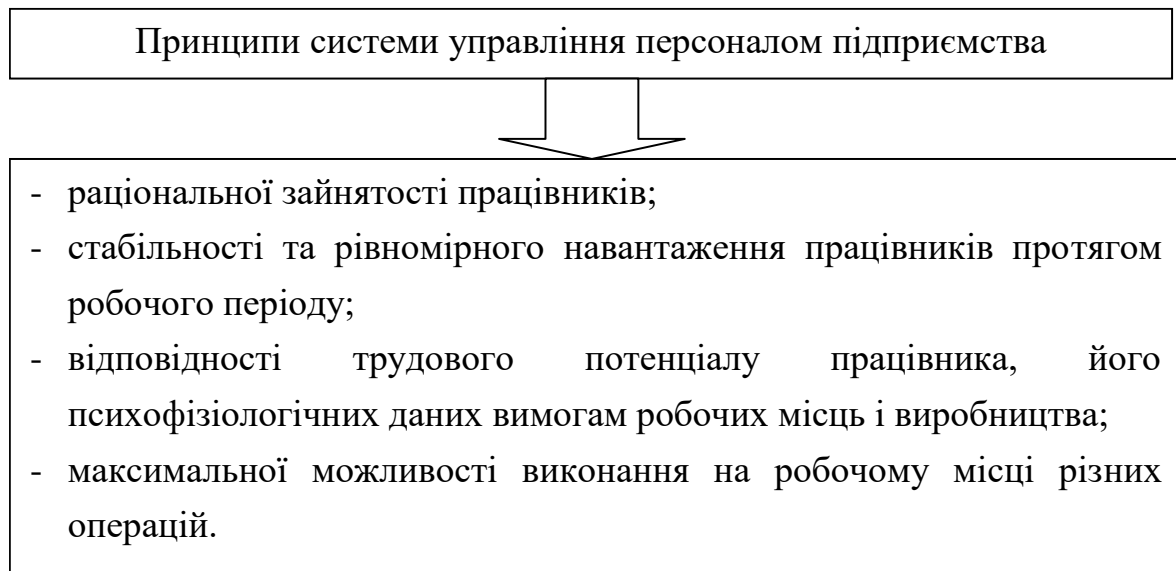 Принципи системи управління персоналом підприємства
- раціональної зайнятості працівників;
- стабільності та рівномірного навантаження працівників протягом
робочого періоду;
- відповідності трудового потенціалу працівника, його
психофізіологічних даних вимогам робочих місць і виробництва;
- максимальної можливості виконання на робочому місці різних
операцій.